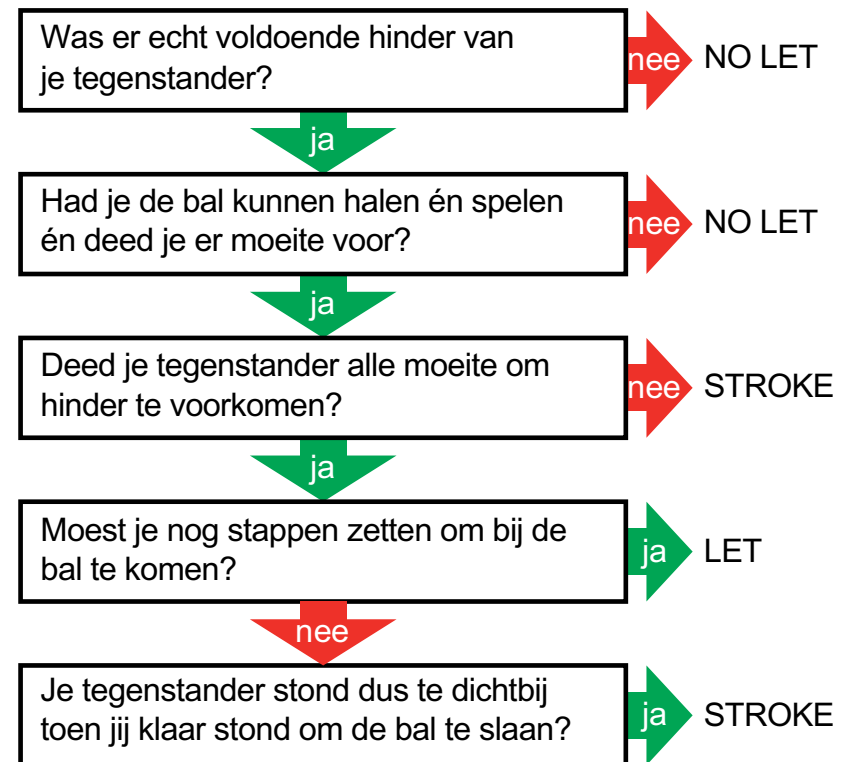 Was er echt voldoende hinder van
je tegenstander?
nee
NO LET
ja
Had je de bal kunnen halen én spelen
én deed je er moeite voor?
nee
NO LET
ja
Deed je tegenstander alle moeite om
hinder te voorkomen?
nee
STROKE
ja
Moest je nog stappen zetten om bij de
bal te komen?
ja
LET
nee
Je tegenstander stond dus te dichtbij
toen jij klaar stond om de bal te slaan?
ja
STROKE